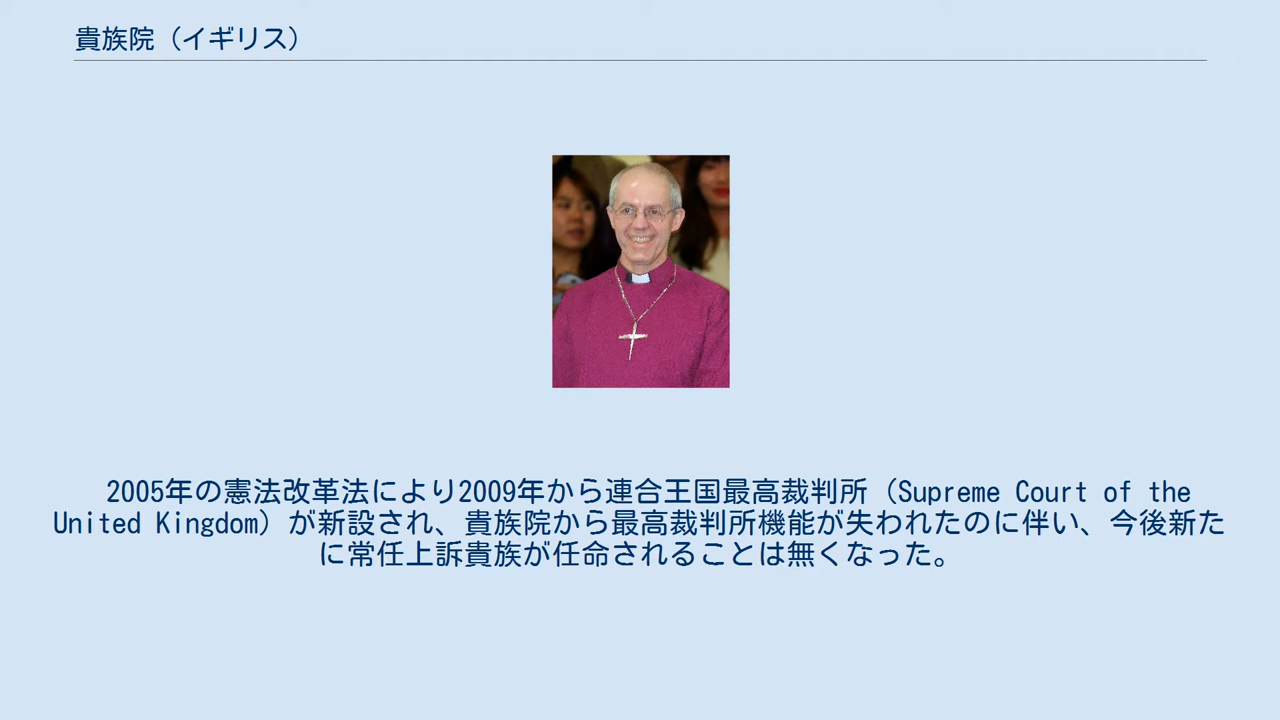 貴族院（イギリス）
2005年の憲法改革法により2009年から連合王国最高裁判所（Supreme Court of the
United Kingdom）が新設され、貴族院から最高裁判所機能が失われたのに伴い、今後新た
に常任上訴貴族が任命されることは無くなった。